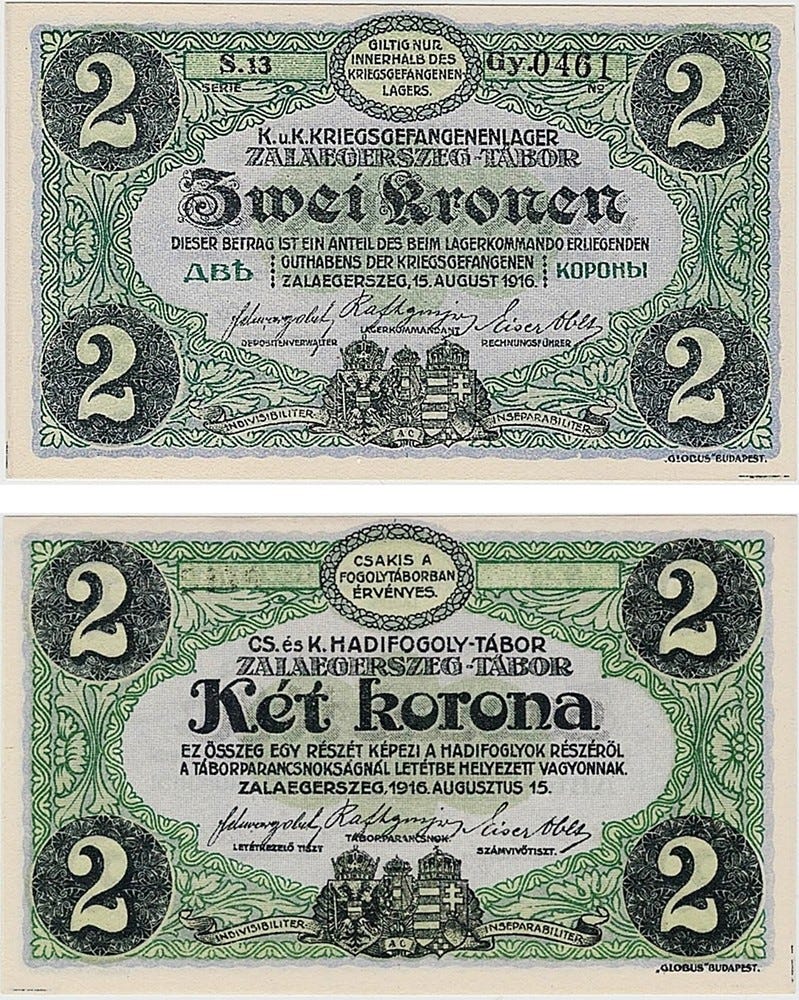 2
S.13
SERIE
GILTIG NUR
INNERHALB DES
KRIEGSGEFANGENEN
LAGERS.
Gy.0461
No
2
K.u.K.KRIEGSGEFANGENENLAGER
ZALAEGERSZEG-TÁBOR
Zwei Kronen
DIESER BETRAG IST EIN ANTEIL DES BEIM LAGERKOMMANDO ERLIEGENDEN
ДВѢ GUTHABENS DER KRIEGSGEFANGENEN КОРОНЫ
ZALAEGERSZEG, 15. AUGUST 1916.
LAGERKOMMANDANT
DEPOSITENVERWALTER RECHNUNGSFÜHRER
2
2
INDIVISIBILITER AC INSEPARABILITER
„GLOBUS" BUDAPEST.
2
CSAKIS A
FOGOLYTÁBORBAN
ÉRVÉNYES.
2
CS. és K. HADIFOGOLY-TÁBOR
ZALAEGERSZEG-TÁBOR
Két korona
EZ ÖSSZEG EGY RÉSZÉT KÉPEZI A HADIFOGLYOK RÉSZÉRŐL
A TÁBORPARANCSNOKSÁGNÁL LETÉTBE HELYEZETT VAGYONNAK.
ZALAEGERSZEG, 1916. AUGUSZTUS 15.
TÁBORPARANCSNOK.
LETÉTKEZELŐ TISZT SZÁMVIVŐTISZT.
2
2
INDIVISIBILITER AC INSEPARABILITER
„GLOBUS" BUDAPEST.